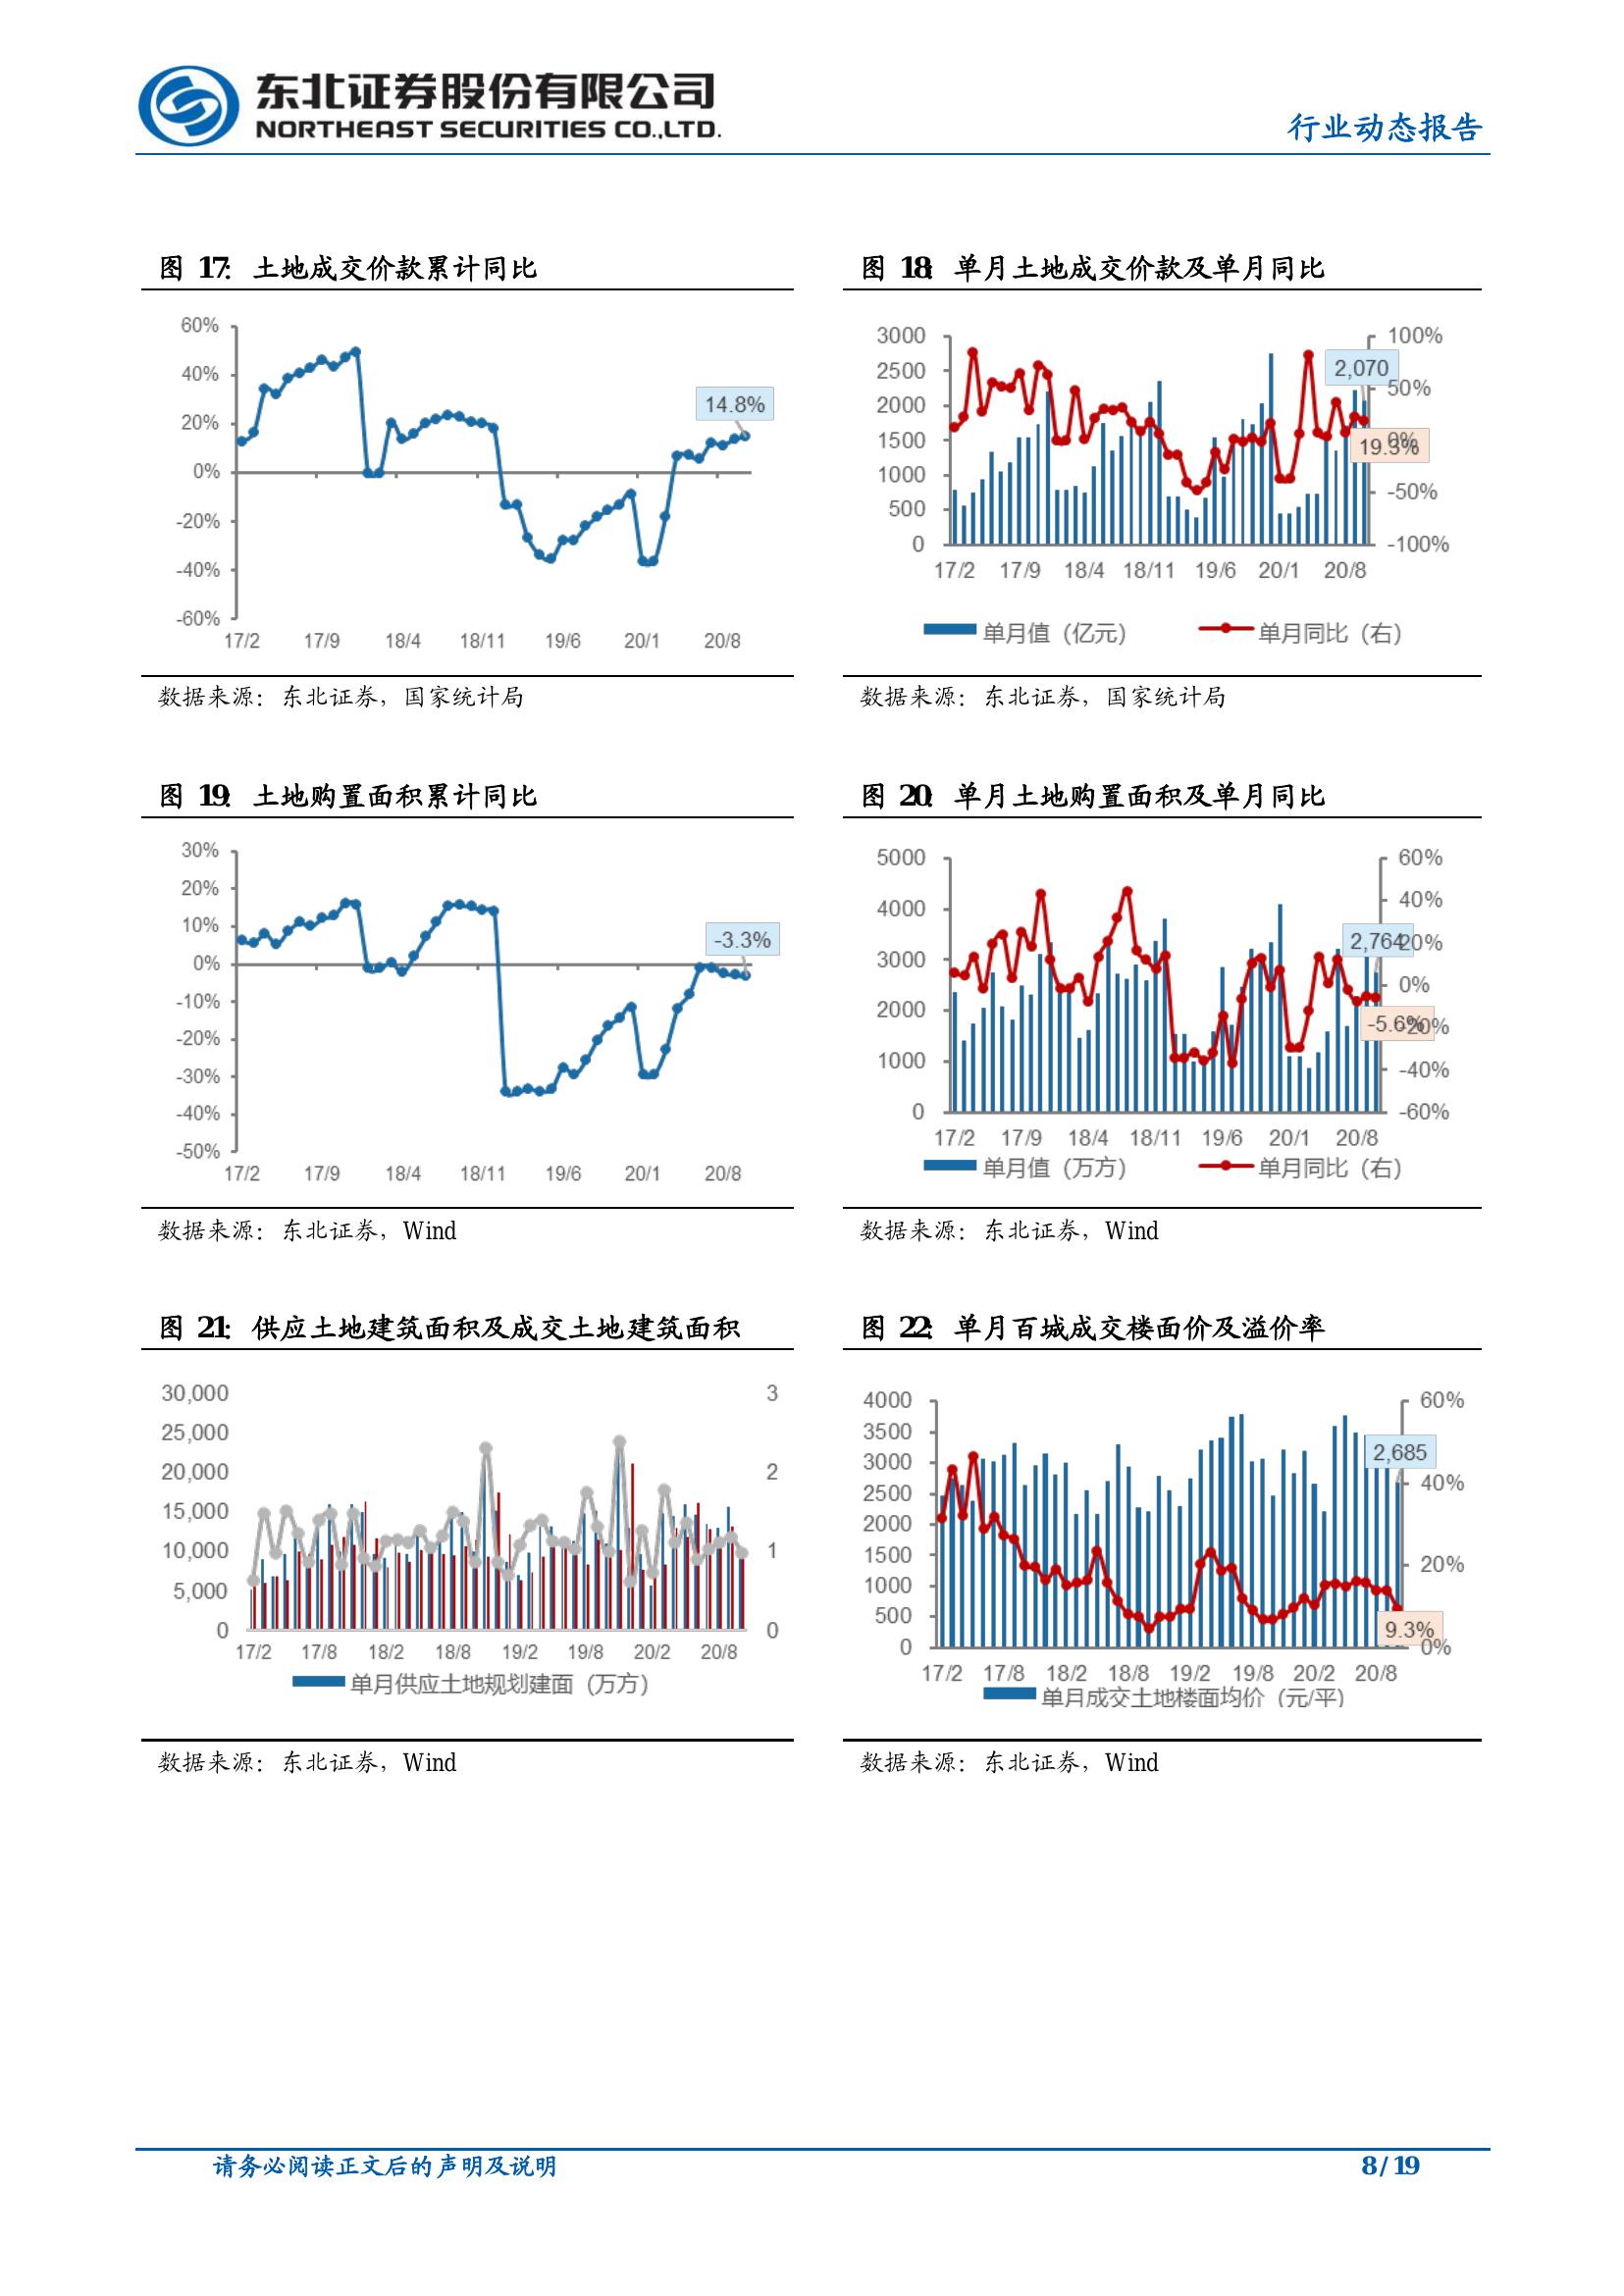 东北证券股份有限公司
NORTHEAST SECURITIES CO.,LTD.
行业动态报告
图 17: 土地成交价款累计同比
60%
40%
20%
0%
-20%
-40%
-60%
14.8%
17/2 17/9 18/4 18/11 19/6 20/1 20/8
数据来源：东北证券，国家统计局
图 18: 单月土地成交价款及单月同比
3000
2500
2000
1500
1000
500
0
100%
50%
0%
-50%
-100%
2,070
19.3%
17/2 17/9 18/4 18/11 19/6 20/1 20/8
单月值（亿元） 单月同比（右）
数据来源：东北证券，国家统计局
图 19: 土地购置面积累计同比
30%
20%
10%
0%
-10%
-20%
-30%
-40%
-50%
-3.3%
17/2 17/9 18/4 18/11 19/6 20/1 20/8
数据来源：东北证券，Wind
图 20: 单月土地购置面积及单月同比
5000
4000
3000
2000
1000
0
60%
40%
20%
0%
-20%
-40%
-60%
2,764
-5.6%
17/2 17/9 18/4 18/11 19/6 20/1 20/8
单月值（万方） 单月同比（右）
数据来源：东北证券，Wind
图 21: 供应土地建筑面积及成交土地建筑面积
30,000
25,000
20,000
15,000
10,000
5,000
0
3
2
1
0
17/2 17/8 18/2 18/8 19/2 19/8 20/2 20/8
单月供应土地规划建面（万方）
数据来源：东北证券，Wind
图 22: 单月百城成交楼面价及溢价率
4000
3500
3000
2500
2000
1500
1000
500
0
60%
40%
20%
0%
2,685
9.3%
17/2 17/8 18/2 18/8 19/2 19/8 20/2 20/8
单月成交土地楼面均价（元/平）
数据来源：东北证券，Wind
请务必阅读正文后的声明及说明
8 / 19